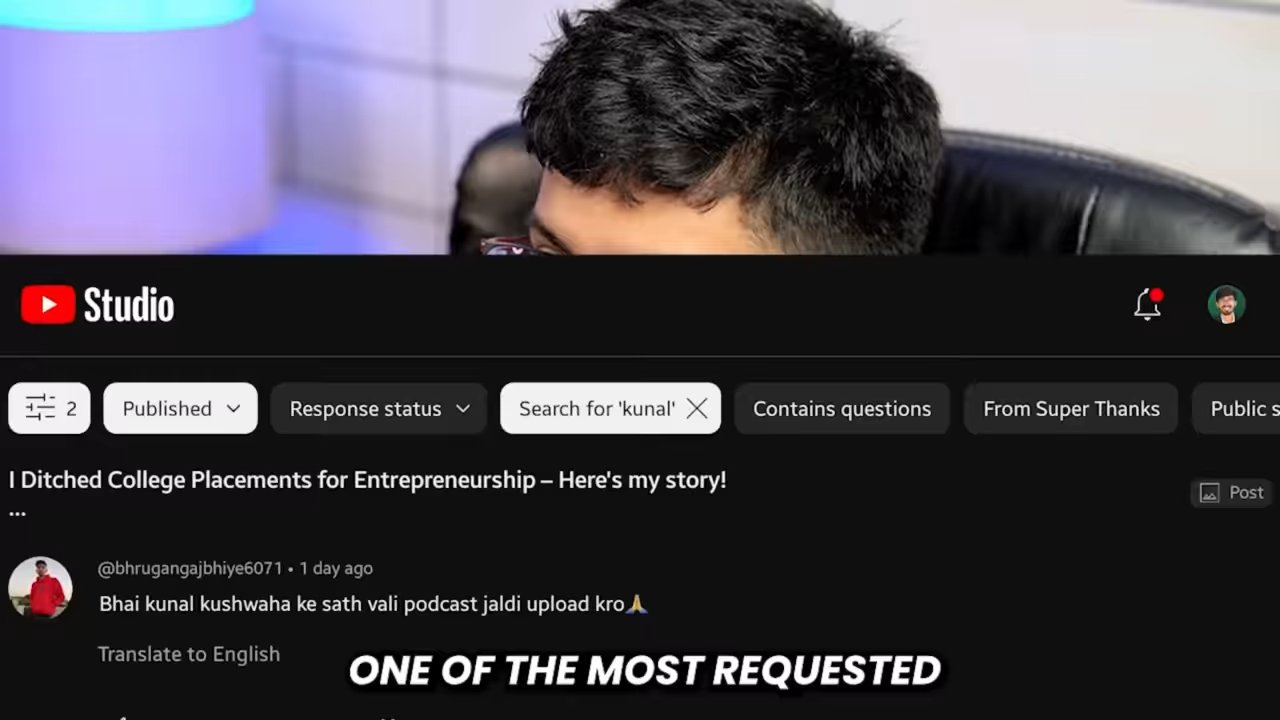 Studio
2
Published
Response status
Search for 'kunal'
Contains questions
From Super Thanks
Public s
I Ditched College Placements for Entrepreneurship – Here's my story!
...
Post
@bhrugangajbhiye6071 • 1 day ago
Bhai kunal kushwaha ke sath vali podcast jaldi upload kro🙏
Translate to English
ONE OF THE MOST REQUESTED